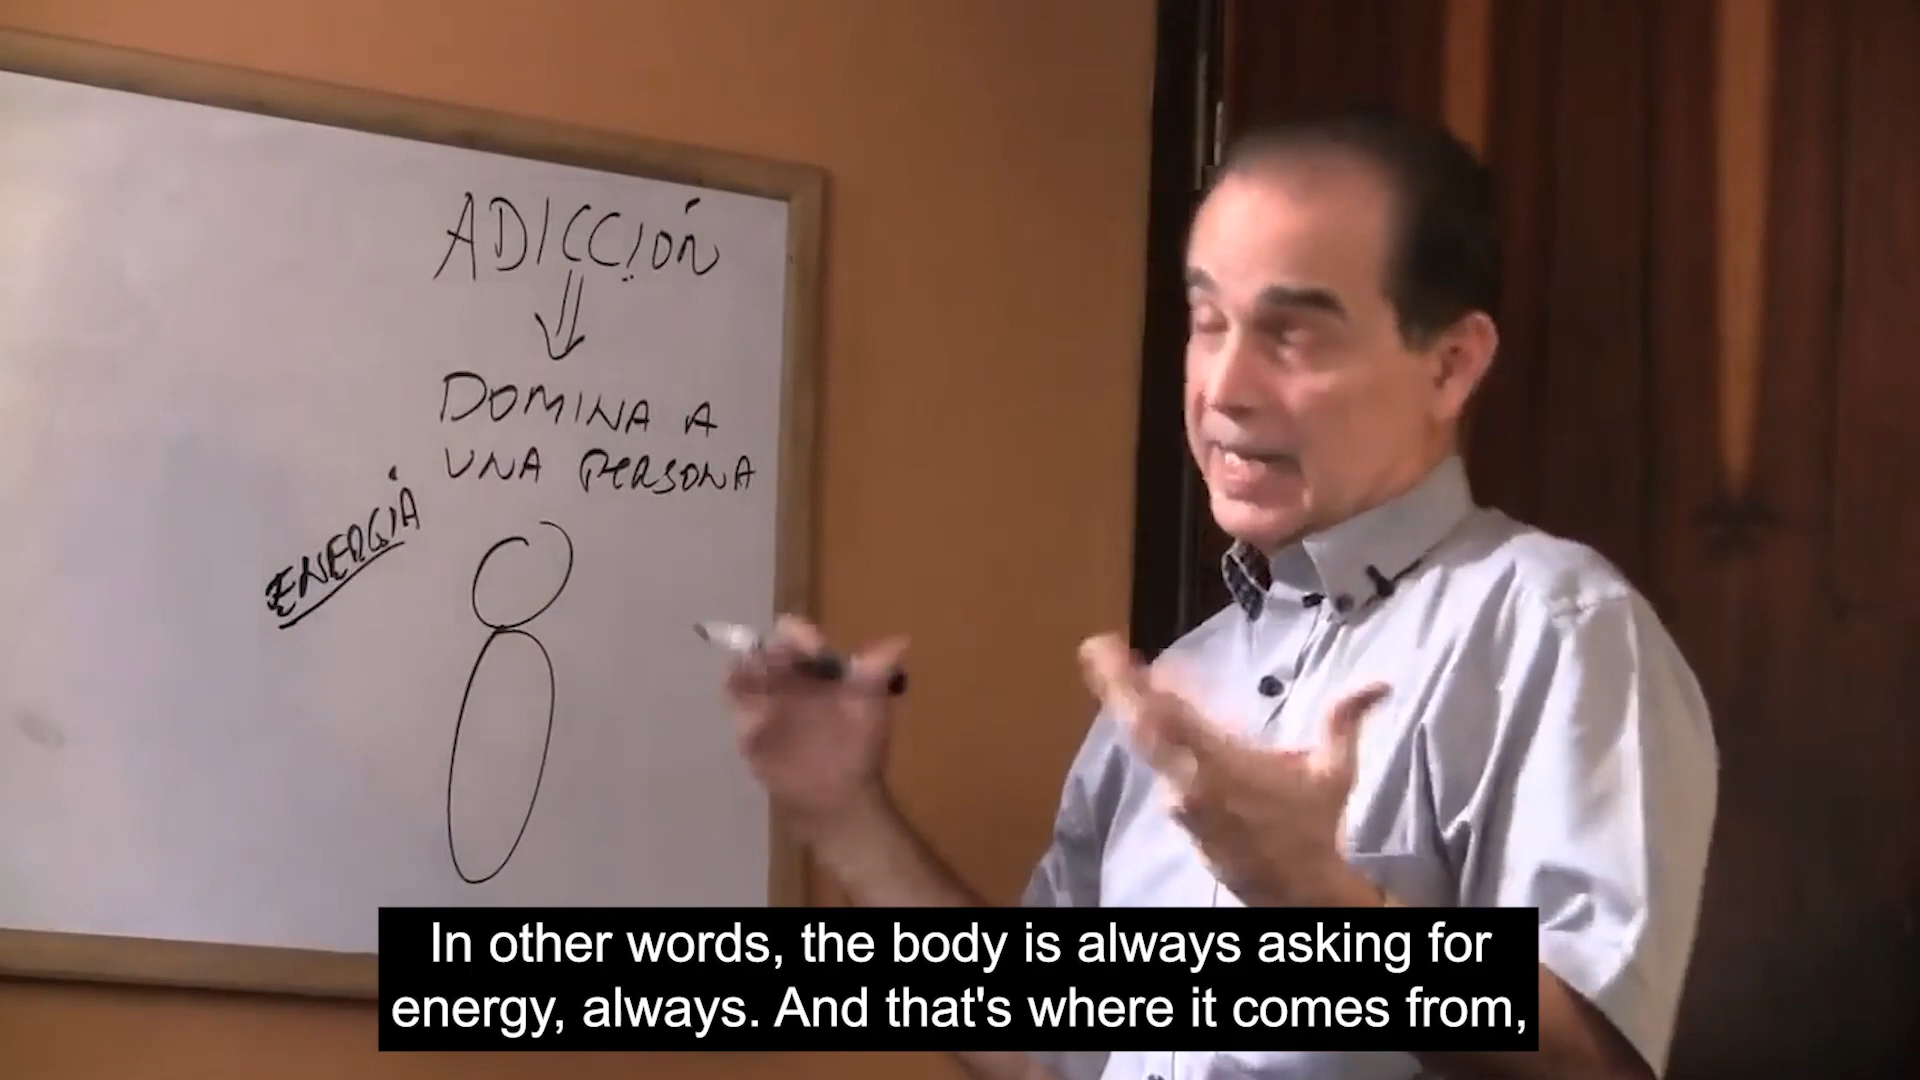 ADICCIÓN
DOMINA A
UNA PERSONA
ENERGÍA
In other words, the body is always asking for
energy, always. And that's where it comes from,